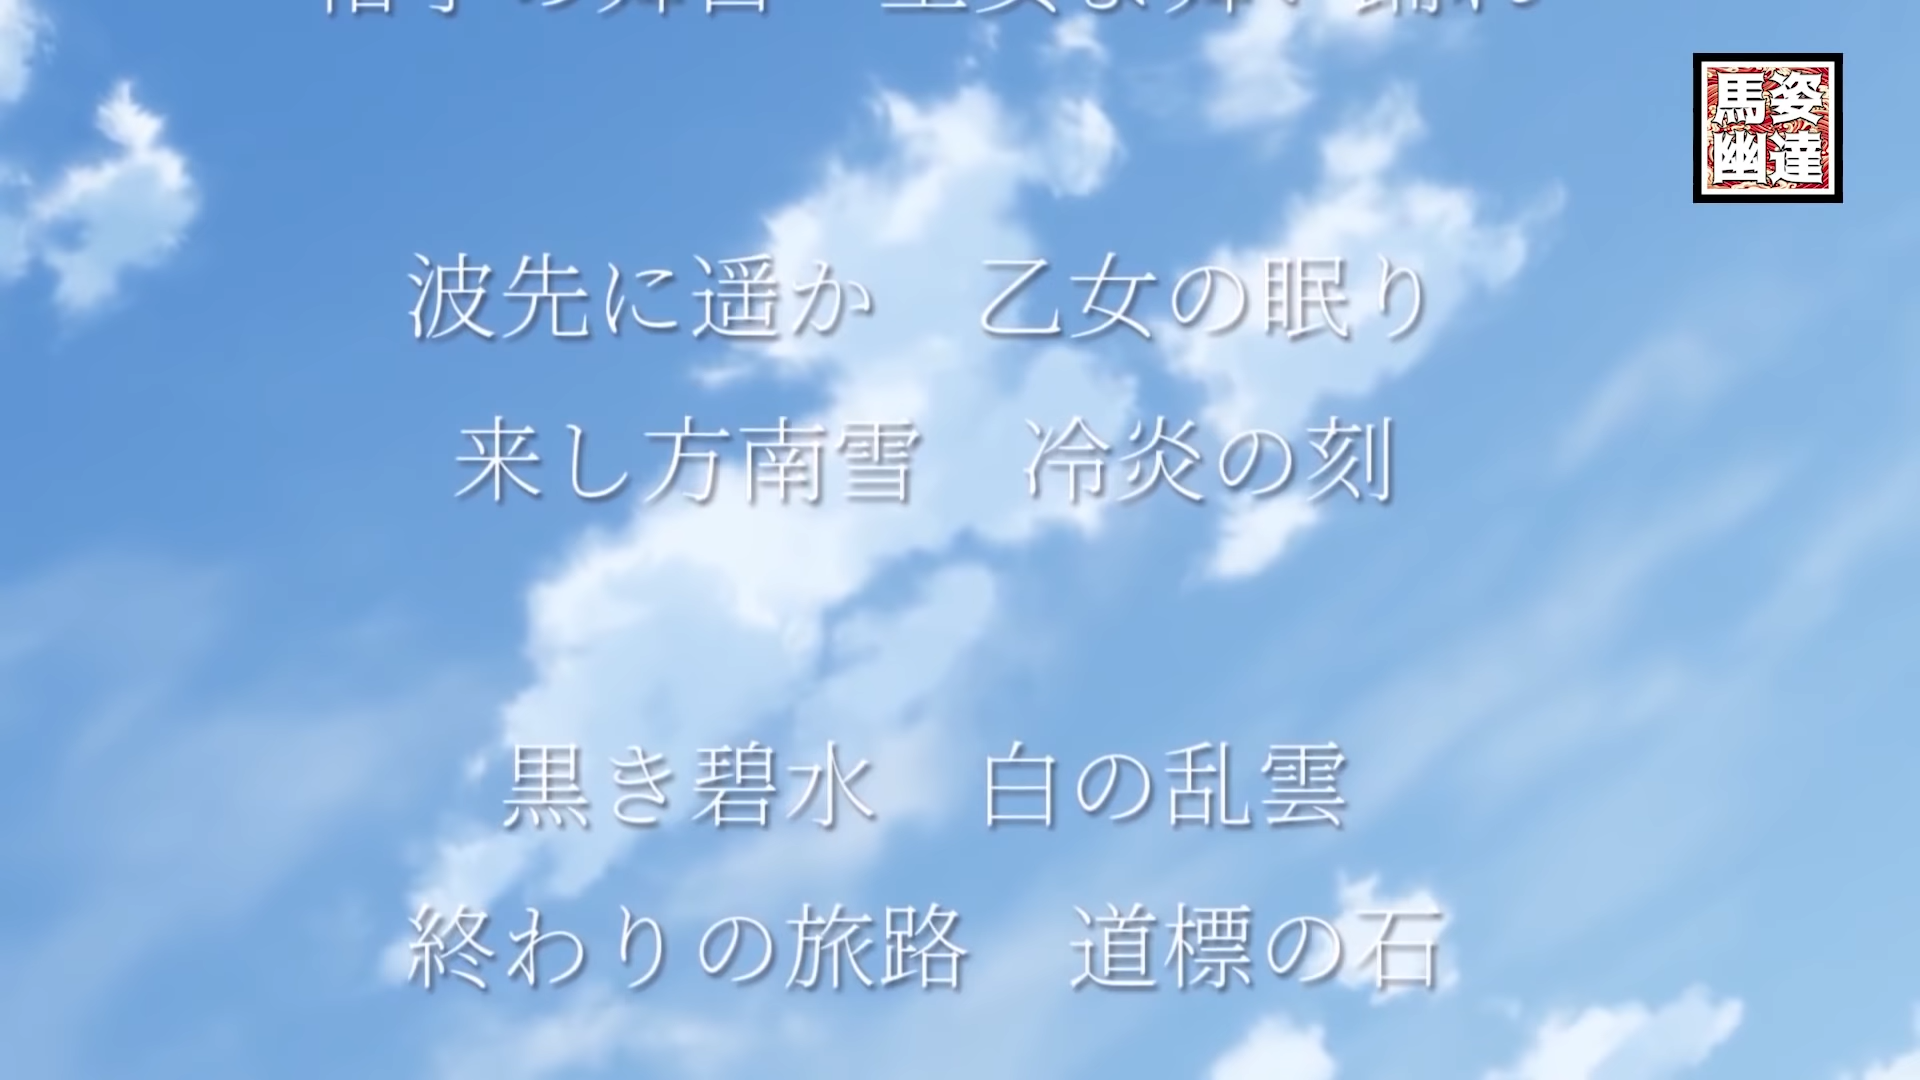 馬姿
幽達
波先に遥か　乙女の眠り
来し方南雪　冷炎の刻
黒き碧水　白の乱雲
終わりの旅路　道標の石